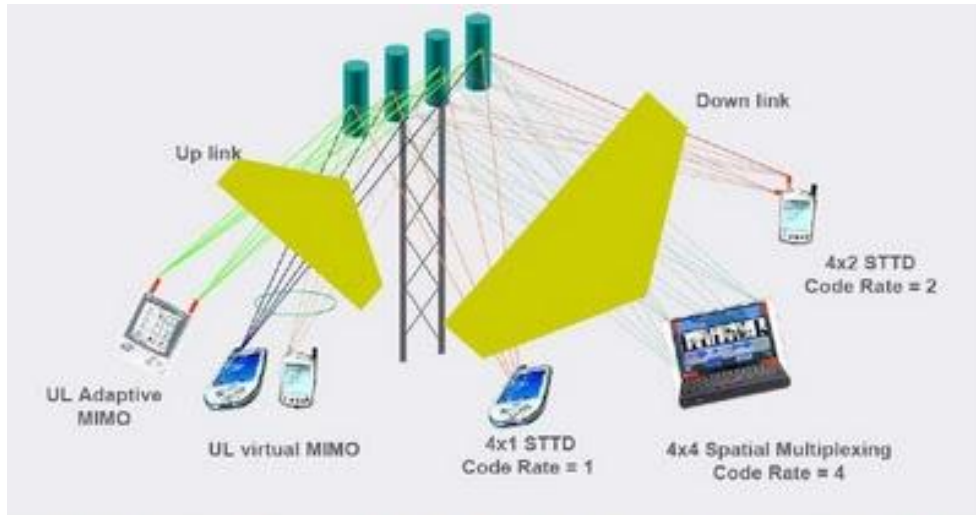 Down link
Up link
4x2 STTD
Code Rate = 2
UL Adaptive
MIMO
UL virtual MIMO
4x1 STTD
Code Rate = 1
4x4 Spatial Multiplexing
Code Rate = 4